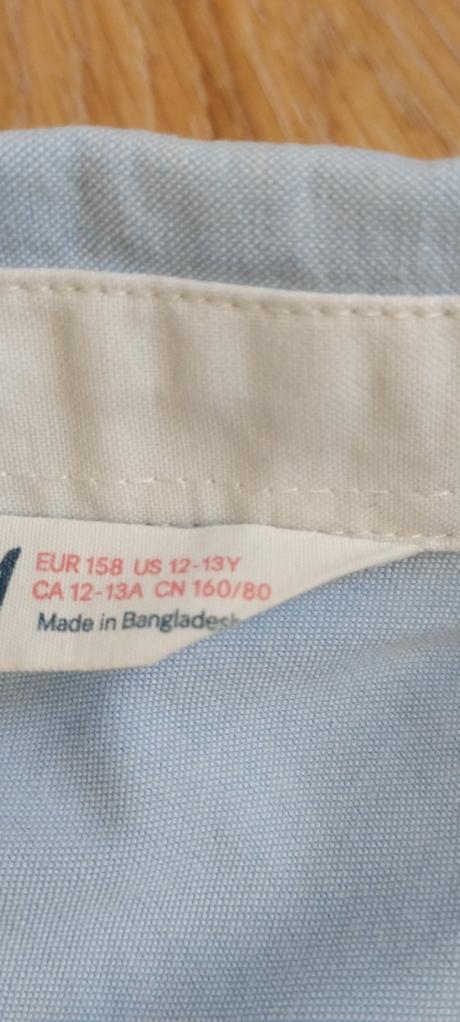 EUR 158 US 12-13Y
CA 12-13A CN 160/80
Made in Bangladesh